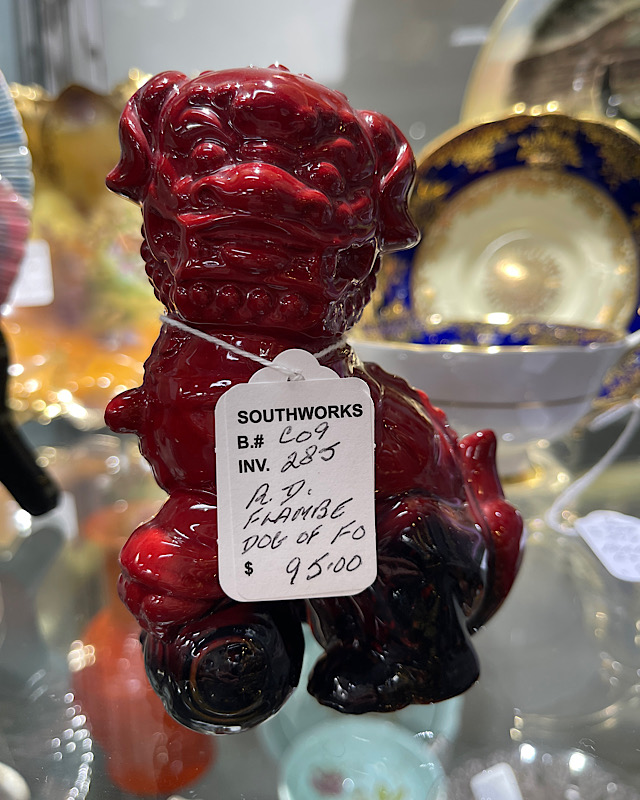 SOUTHWORKS
B.# C09
INV. 285
R.D.
FLAMBE
DOG OF FO
$ 95.00